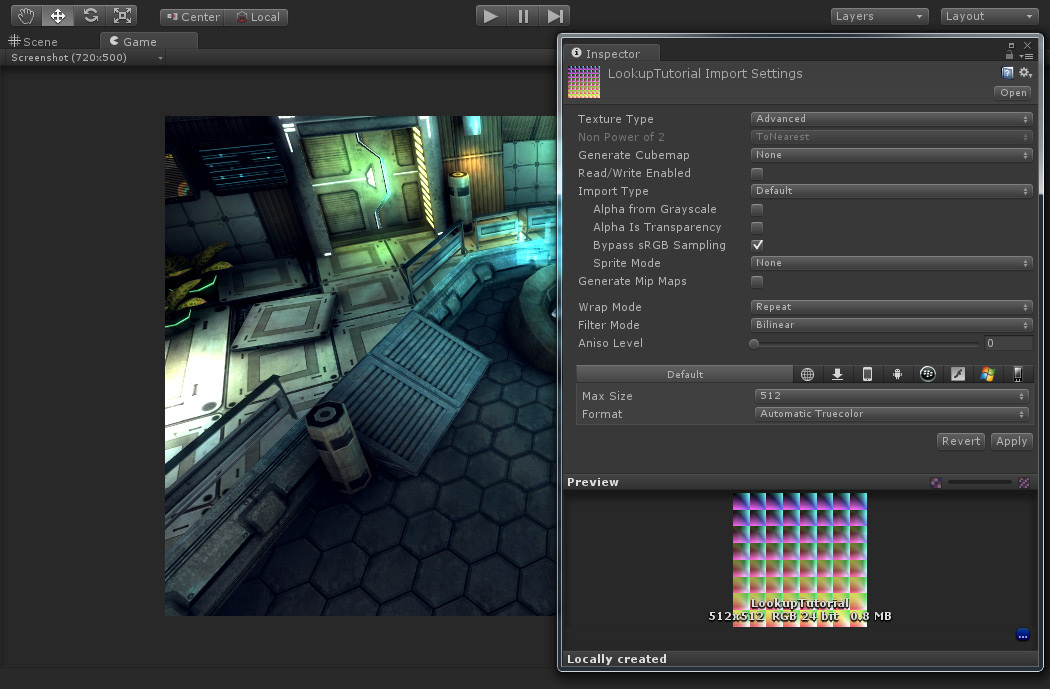 Center Local
Layers
Layout
Scene
Game
Screenshot (720x500)
Inspector
LookupTutorial Import Settings
Open
Texture Type Advanced
Non Power of 2 ToNearest
Generate Cubemap None
Read/Write Enabled
Import Type Default
Alpha from Grayscale
Alpha Is Transparency
Bypass sRGB Sampling
Sprite Mode None
Generate Mip Maps
Wrap Mode Repeat
Filter Mode Bilinear
Aniso Level 0
Default
Max Size 512
Format Automatic Truecolor
Revert Apply
Preview
LookupTutorial
512x512 RGB 24 bit 0.8 MB
Locally created